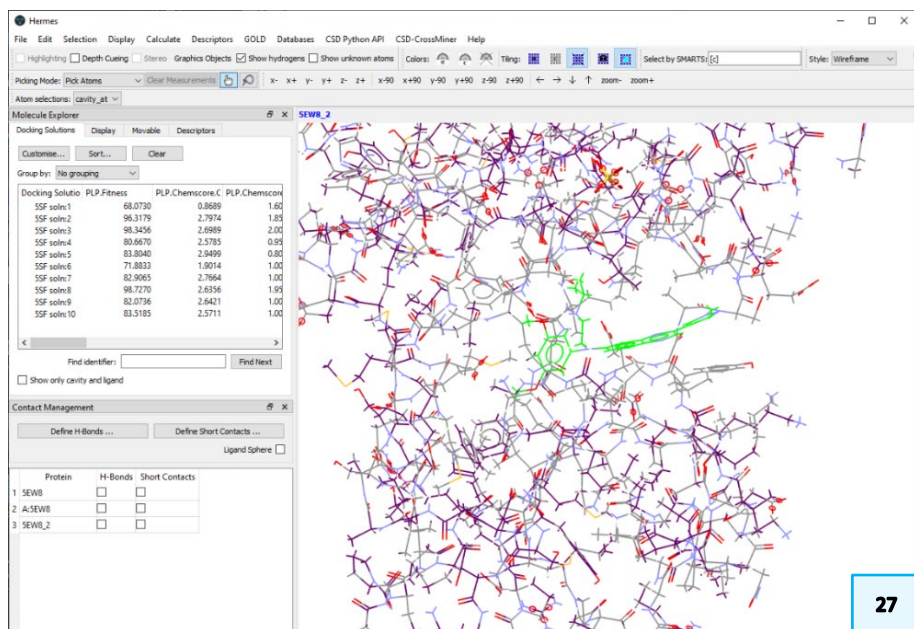 Hermes
File Edit Selection Display Calculate Descriptors GOLD Databases CSD Python API CSD-CrossMiner Help
Highlighting Depth Cueing Stereo Graphics Objects Show hydrogens Show unknown atoms Colors: Tiling: Select by SMARTS: [c] Style: Wireframe
Picking Mode: Pick Atoms Clear Measurements x- x+ y- y+ z- z+ x-90 x+90 y-90 y+90 z-90 z+90 ← → ↓ ↑ zoom- zoom+
Atom selections: cavity_at
Molecule Explorer
5EW8_2
Docking Solutions Display Movable Descriptors
Customise... Sort... Clear
Group by: No grouping
Docking Solutio PLP.Fitness PLP.Chemscore.C PLP.Chemscore
5SF soln:1 68.0730 0.8689 1.60
5SF soln:2 96.3179 2.7974 1.85
5SF soln:3 98.3456 2.6989 2.00
5SF soln:4 80.6670 2.5785 0.95
5SF soln:5 83.8040 2.9499 0.80
5SF soln:6 71.8833 1.9014 1.00
5SF soln:7 82.9065 2.7664 1.00
5SF soln:8 98.7270 2.6356 1.95
5SF soln:9 82.0736 2.6421 1.00
5SF soln:10 83.5185 2.5711 1.00
Find identifier: Find Next
Show only cavity and ligand
Contact Management
Define H-Bonds ... Define Short Contacts ...
Ligand Sphere
Protein H-Bonds Short Contacts
1 5EW8
2 A:5EW8
3 5EW8_2
27